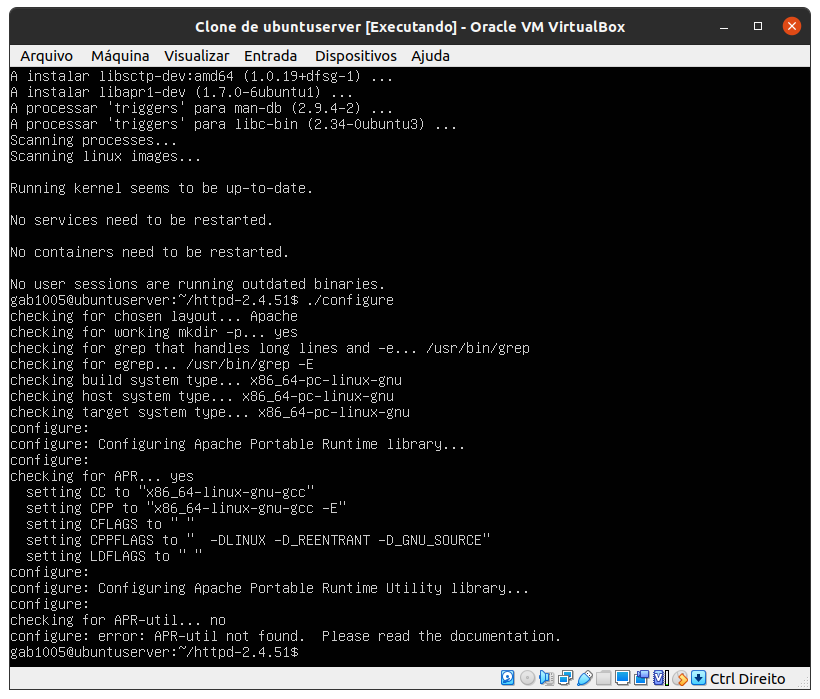 Clone de ubuntuserver [Executando] - Oracle VM VirtualBox
Arquivo Máquina Visualizar Entrada Dispositivos Ajuda
A instalar libsctp-dev:amd64 (1.0.19+dfsg-1) ...
A instalar libapr1-dev (1.7.0-6ubuntu1) ...
A processar 'triggers' para man-db (2.9.4-2) ...
A processar 'triggers' para libc-bin (2.34-0ubuntu3) ...
Scanning processes...
Scanning linux images...
Running kernel seems to be up-to-date.
No services need to be restarted.
No containers need to be restarted.
No user sessions are running outdated binaries.
gab1005@ubuntuserver:~/httpd-2.4.51$ ./configure
checking for chosen layout... Apache
checking for working mkdir -p... yes
checking for grep that handles long lines and -e... /usr/bin/grep
checking for egrep... /usr/bin/grep -E
checking build system type... x86_64-pc-linux-gnu
checking host system type... x86_64-pc-linux-gnu
checking target system type... x86_64-pc-linux-gnu
configure:
configure: Configuring Apache Portable Runtime library...
configure:
checking for APR... yes
  setting CC to "x86_64-linux-gnu-gcc"
  setting CPP to "x86_64-linux-gnu-gcc -E"
  setting CFLAGS to " "
  setting CPPFLAGS to "  -DLINUX -D_REENTRANT -D_GNU_SOURCE"
  setting LDFLAGS to " "
configure:
configure: Configuring Apache Portable Runtime Utility library...
configure:
checking for APR-util... no
configure: error: APR-util not found.  Please read the documentation.
gab1005@ubuntuserver:~/httpd-2.4.51$
Ctrl Direito